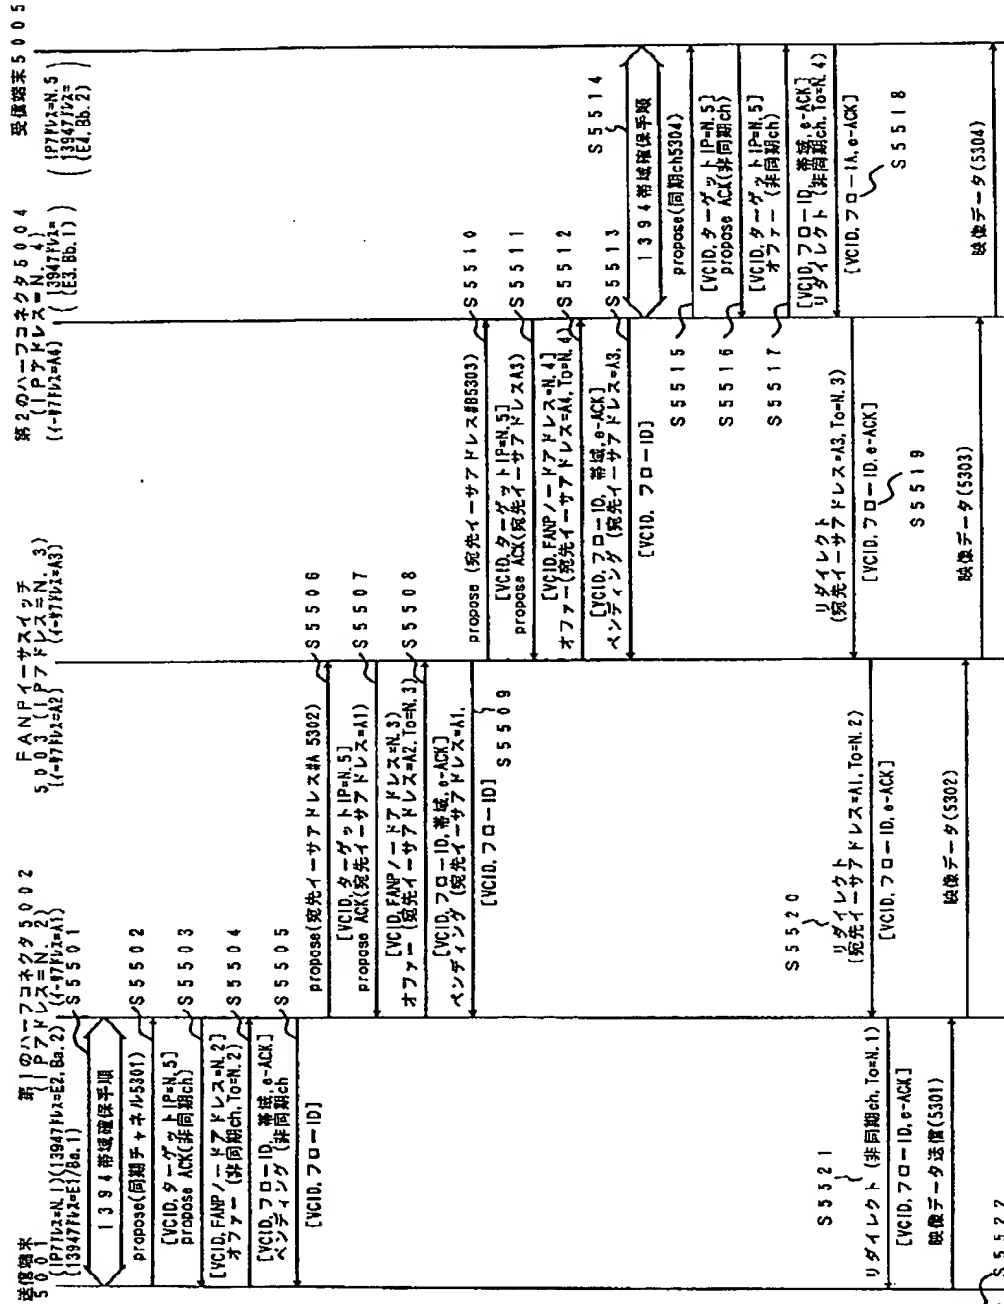 送信端末
5001
(IPアドレス=N.1)
(1394アドレス=E1/Ba.1)
第1のハーフコネクタ5002
(IPアドレス=N.2)
(1394アドレス=E2,Ba.2) (イーサアドレス=A1)
FANPイーサスイッチ
5003 (IPアドレス=N.3)
(イーサアドレス=A2)
(イーサアドレス=A3)
第2のハーフコネクタ5004
(IPアドレス=N.4)
(イーサアドレス=A4)
(1394アドレス=
(E3,Bb.1)
受信端末5005
(IPアドレス=N.5
1394アドレス=
(E4,Bb.2)
S5501
1394帯域確保手順
S5502
propose(同期チャネル5301)
[VCID,ターゲットIP=N.5]
S5503
propose ACK(非同期ch)
[VCID,FANPノードアドレス=N.2]
S5504
オファー (非同期ch,To=N.2)
[VCID,フローID,帯域,e-ACK]
S5505
ペンディング (非同期ch
[VCID,フローID]
S5506
propose(宛先イーサアドレス#A 5302)
[VCID,ターゲットIP=N.5]
S5507
propose ACK(宛先イーサアドレス=A1)
[VCID,FANPノードアドレス=N.3]
S5508
オファー (宛先イーサアドレス=A2,To=N.3)
[VCID,フローID,帯域,e-ACK]
ペンディング (宛先イーサアドレス=A1,
S5509
[VCID,フローID]
S5510
propose (宛先イーサアドレス#B5303)
[VCID,ターゲットIP=N.5]
S5511
propose ACK(宛先イーサアドレスA3)
[VCID,FANPノードアドレス=N.4]
S5512
オファー(宛先イーサアドレス=A4,To=N.4)
[VCID,フローID,帯域,e-ACK]
S5513
ペンディング (宛先イーサアドレス=A3,
[VCID,フローID]
S5514
1394帯域確保手順
S5515
propose(同期ch5304)
[VCID,ターゲットIP=N.5]
S5516
propose ACK(非同期ch)
[VCID,ターゲットIP=N.5]
S5517
オファー (非同期ch)
[VCID,フローID,帯域,e-ACK]
リダイレクト (非同期ch,To=N.4)
[VCID,フローIA,e-ACK]
S5518
リダイレクト
(宛先イーサアドレス=A3,To=N.3)
[VCID,フローID,e-ACK]
S5519
S5520
リダイレクト
(宛先イーサアドレス=A1,To=N.2)
[VCID,フローID,e-ACK]
S5521
リダイレクト (非同期ch,To=N.1)
[VCID,フローID,e-ACK]
映像データ送信(5301)
映像データ(5302)
映像データ(5303)
映像データ(5304)
S5522